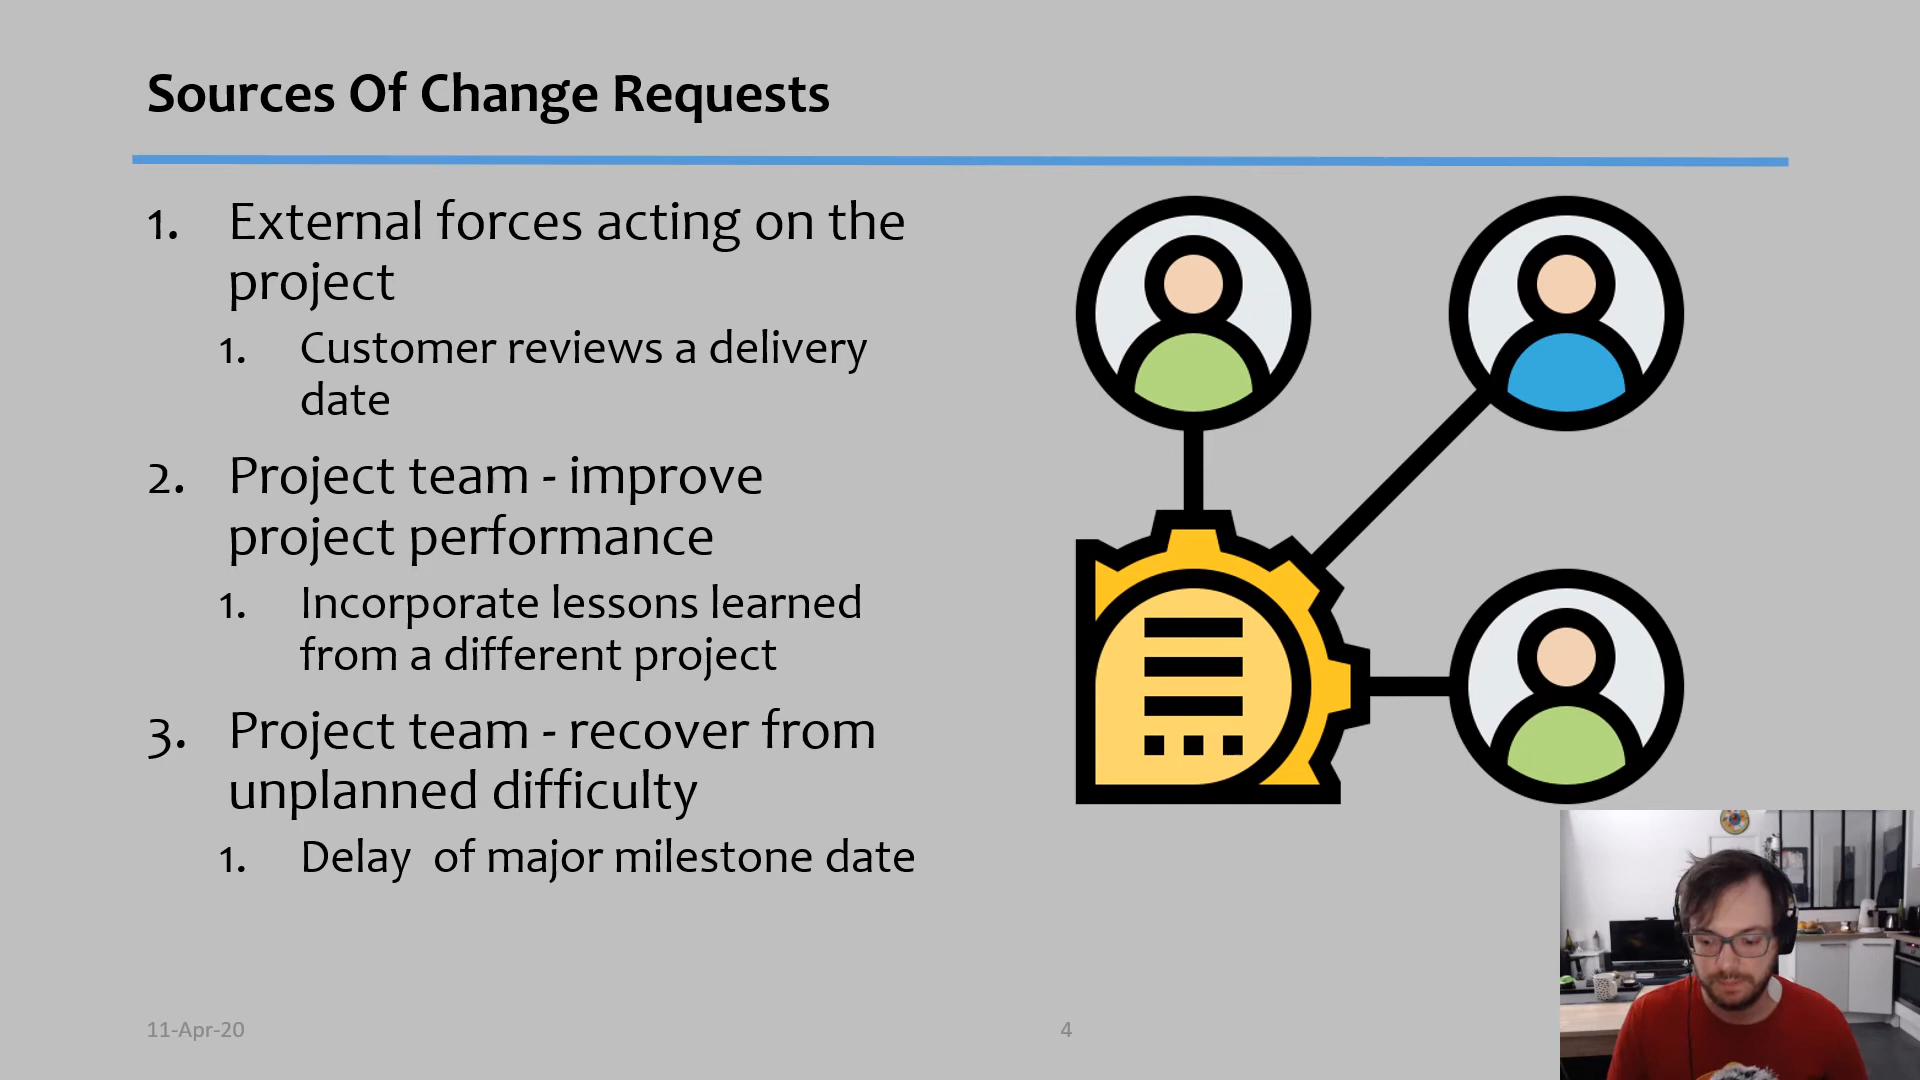 Sources Of Change Requests
1. External forces acting on the
project
1. Customer reviews a delivery
date
2. Project team - improve
project performance
1. Incorporate lessons learned
from a different project
3. Project team - recover from
unplanned difficulty
1. Delay  of major milestone date
11-Apr-20
4